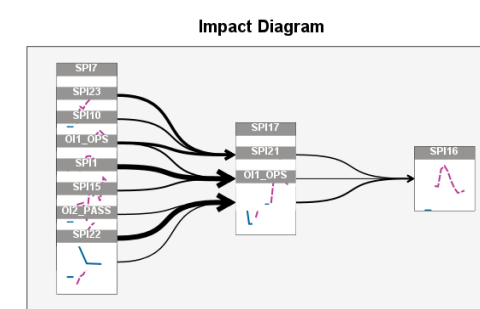 Impact Diagram
SPI7
SPI23
SPI10
OI1_OPS
SPI1
SPI15
OI2_PASS
SPI22
SPI17
SPI21
OI1_OPS
SPI16